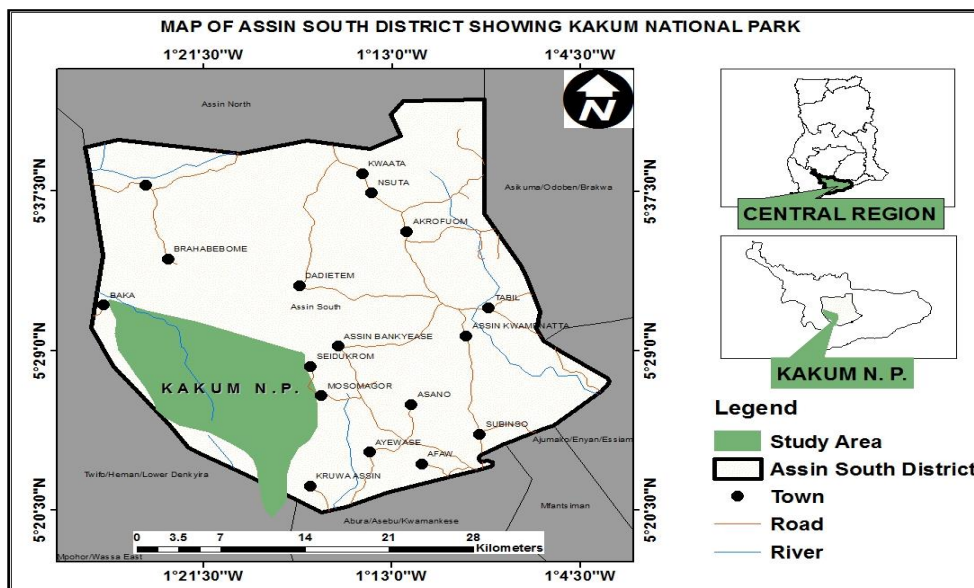 MAP OF ASSIN SOUTH DISTRICT SHOWING KAKUM NATIONAL PARK
1°21'30"W 1°13'0"W 1°4'30"W
Assin North
N
KWAATA
NSUTA
Asikuma/Odoben/Brakwa
5°37'30"N 5°37'30"N
AKROFUOM
BRAHABEBOME
DADIETEM
BAKA
Assin South
TABIL
ASSIN KWAMENATTA
ASSIN BANKYEASE
5°29'0"N 5°29'0"N
SEIDUKROM
KAKUM N.P.
MOSOMAGOR
ASANO
SUBINSO
Ajumako/Enyan/Essiam
AYEWASE
AFAW
Twifo/Heman/Lower Denkyira
KRUWA ASSIN
Mfantsiman
5°20'30"N 5°20'30"N
Abura/Asebu/Kwamankese
0 3.5 7 14 21 28
Kilometers
Mpohor/Wassa East
1°21'30"W 1°13'0"W 1°4'30"W
CENTRAL REGION
KAKUM N. P.
Legend
Study Area
Assin South District
Town
Road
River